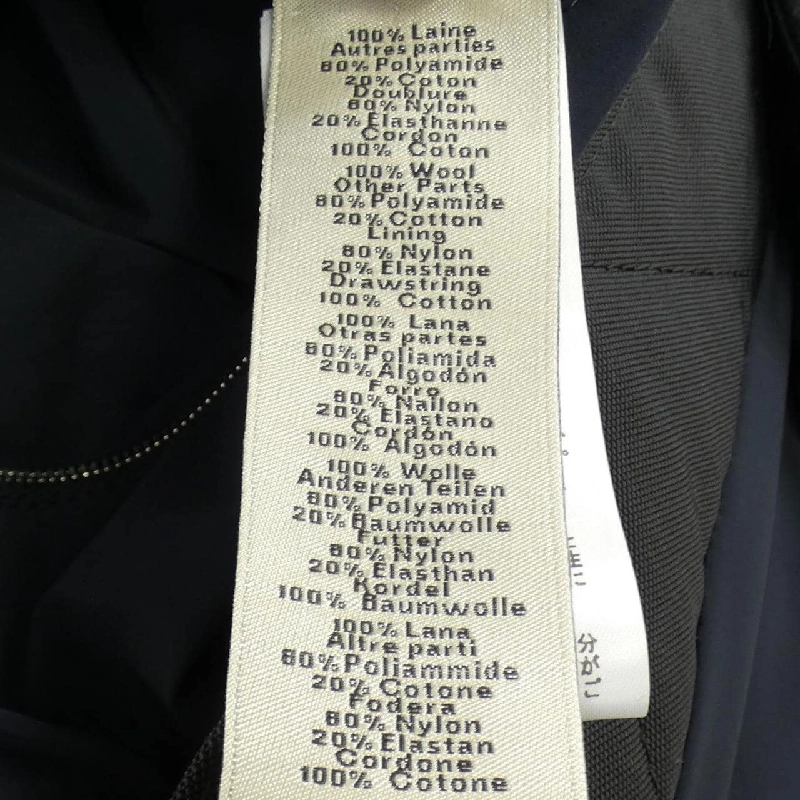 100% Laine
Autres parties
80% Polyamide
20% Coton
Doublure
80% Nylon
20% Elasthanne
Cordon
100% Coton
100% Wool
Other Parts
80% Polyamide
20% Cotton
Lining
80% Nylon
20% Elastane
Drawstring
100% Cotton
100% Lana
Otras partes
80% Poliamida
20% Algodón
Forro
80% Nailon
20% Elastano
Cordón
100% Algodón
100% Wolle
Anderen Teilen
80% Polyamid
20% Baumwolle
Futter
80% Nylon
20% Elasthan
Kordel
100% Baumwolle
100% Lana
Altre parti
80% Poliammide
20% Cotone
Fodera
80% Nylon
20% Elastan
Cordone
100% Cotone
分がご